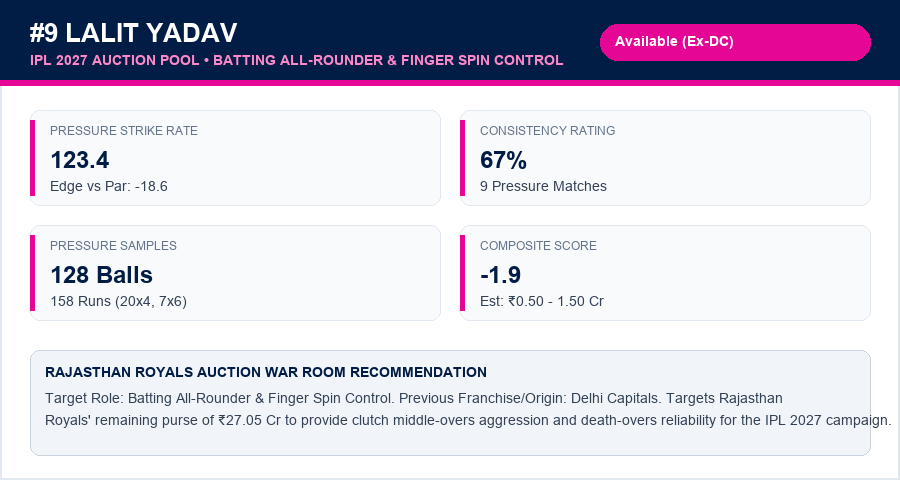 #9 LALIT YADAV
IPL 2027 AUCTION POOL • BATTING ALL-ROUNDER & FINGER SPIN CONTROL
Available (Ex-DC)
PRESSURE STRIKE RATE
123.4
Edge vs Par: -18.6
CONSISTENCY RATING
67%
9 Pressure Matches
PRESSURE SAMPLES
128 Balls
158 Runs (20x4, 7x6)
COMPOSITE SCORE
-1.9
Est: ₹0.50 - 1.50 Cr
RAJASTHAN ROYALS AUCTION WAR ROOM RECOMMENDATION
Target Role: Batting All-Rounder & Finger Spin Control. Previous Franchise/Origin: Delhi Capitals. Targets Rajasthan
Royals' remaining purse of ₹27.05 Cr to provide clutch middle-overs aggression and death-overs reliability for the IPL 2027 campaign.